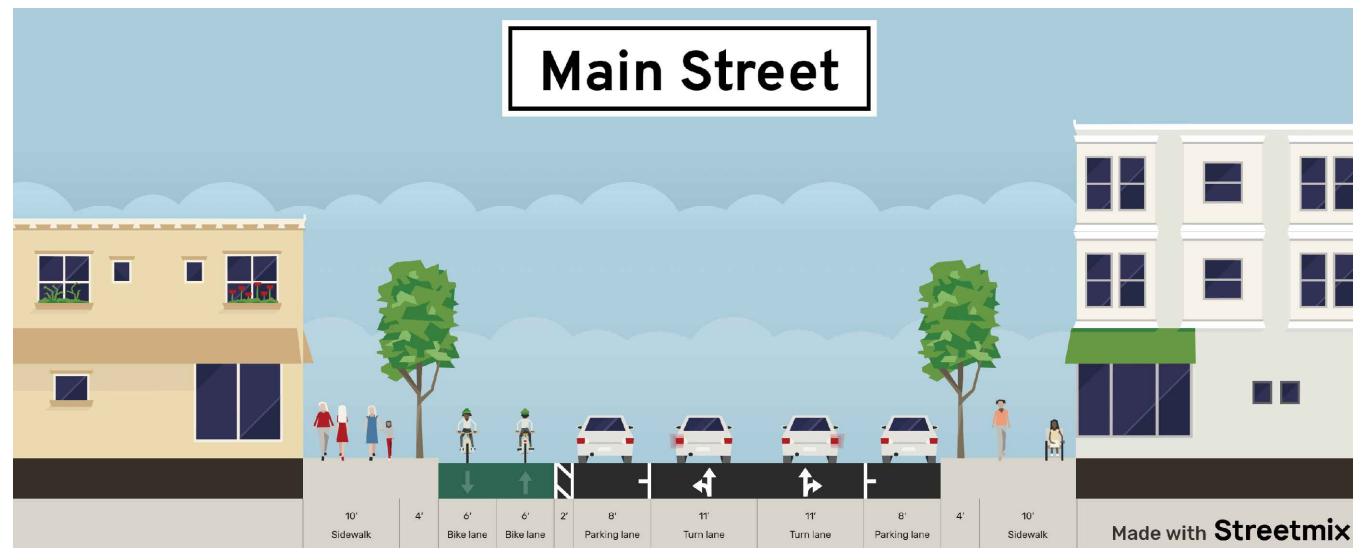 Main Street
10' 4' 6' 6' 2' 8' 11' 11' 8' 4' 10'
Sidewalk Bike lane Bike lane Parking lane Turn lane Turn lane Parking lane Sidewalk
Made with Streetmix